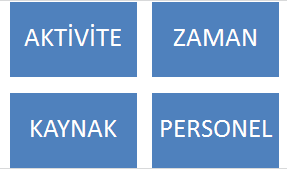 AKTİVİTE
ZAMAN
KAYNAK
PERSONEL